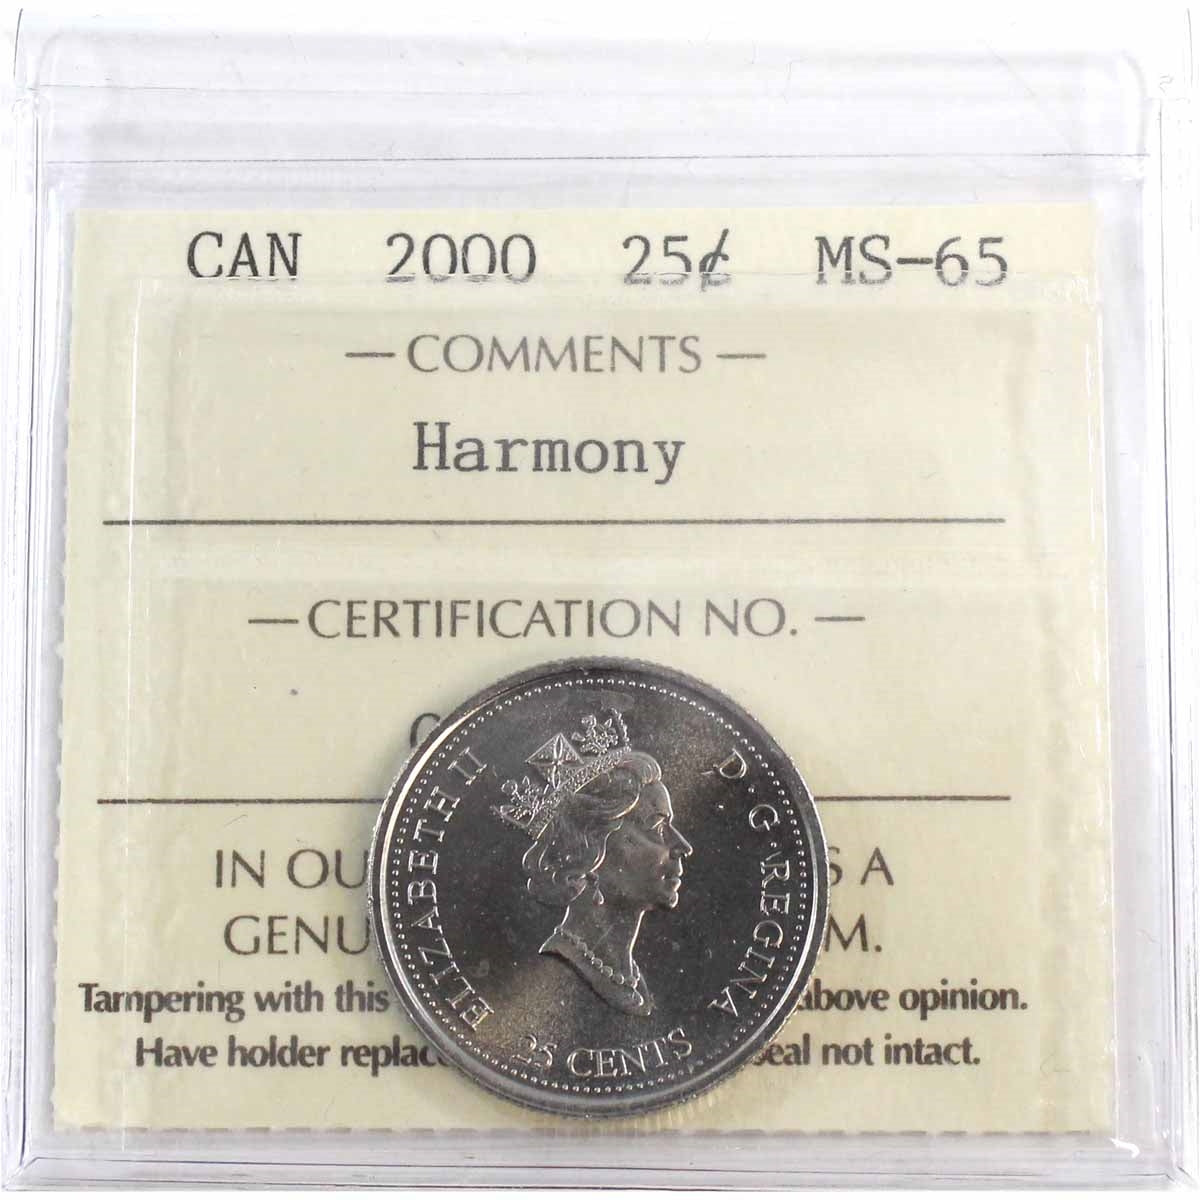 CAN 2000 25¢ MS-65
— COMMENTS —
Harmony
— CERTIFICATION NO. —
IN OU S A
GENU M.
Tampering with this above opinion.
Have holder replac seal not intact.
ELIZABETH II D·G·REGINA
25 CENTS